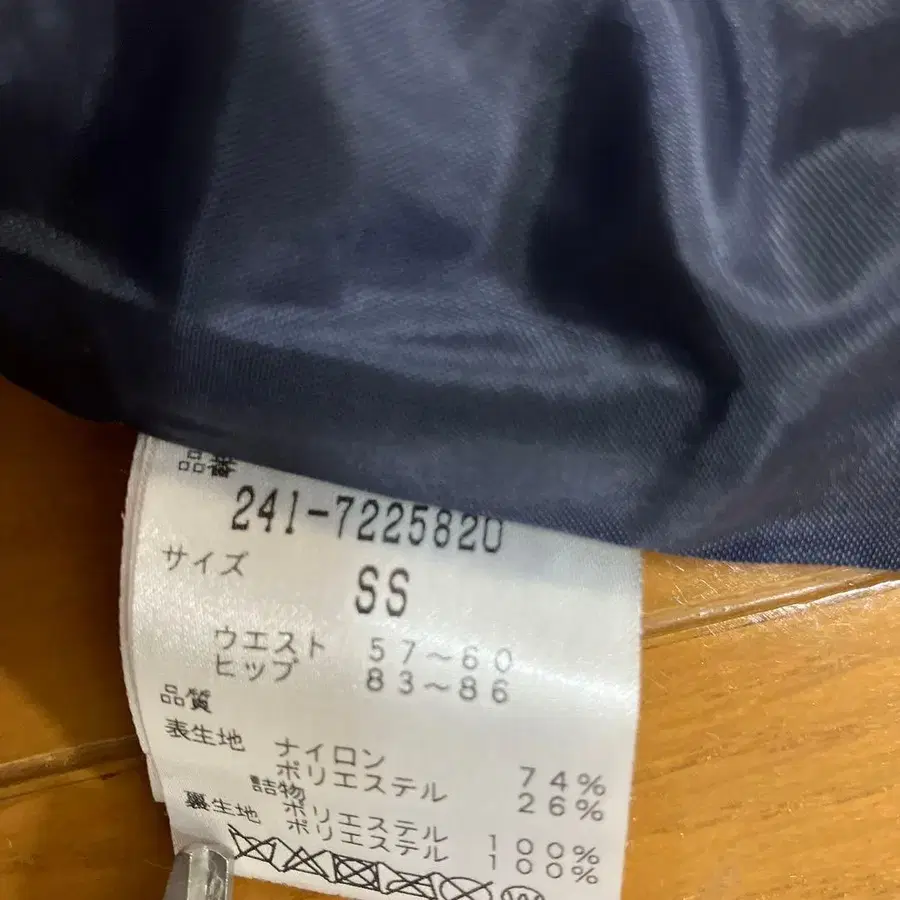 品番
241-7225820
サイズ
SS
ウエスト 57～60
ヒップ 83～86
品質
表生地 ナイロン 74%
ポリエステル 26%
詰物
ポリエステル 100%
裏生地 ポリエステル 100%